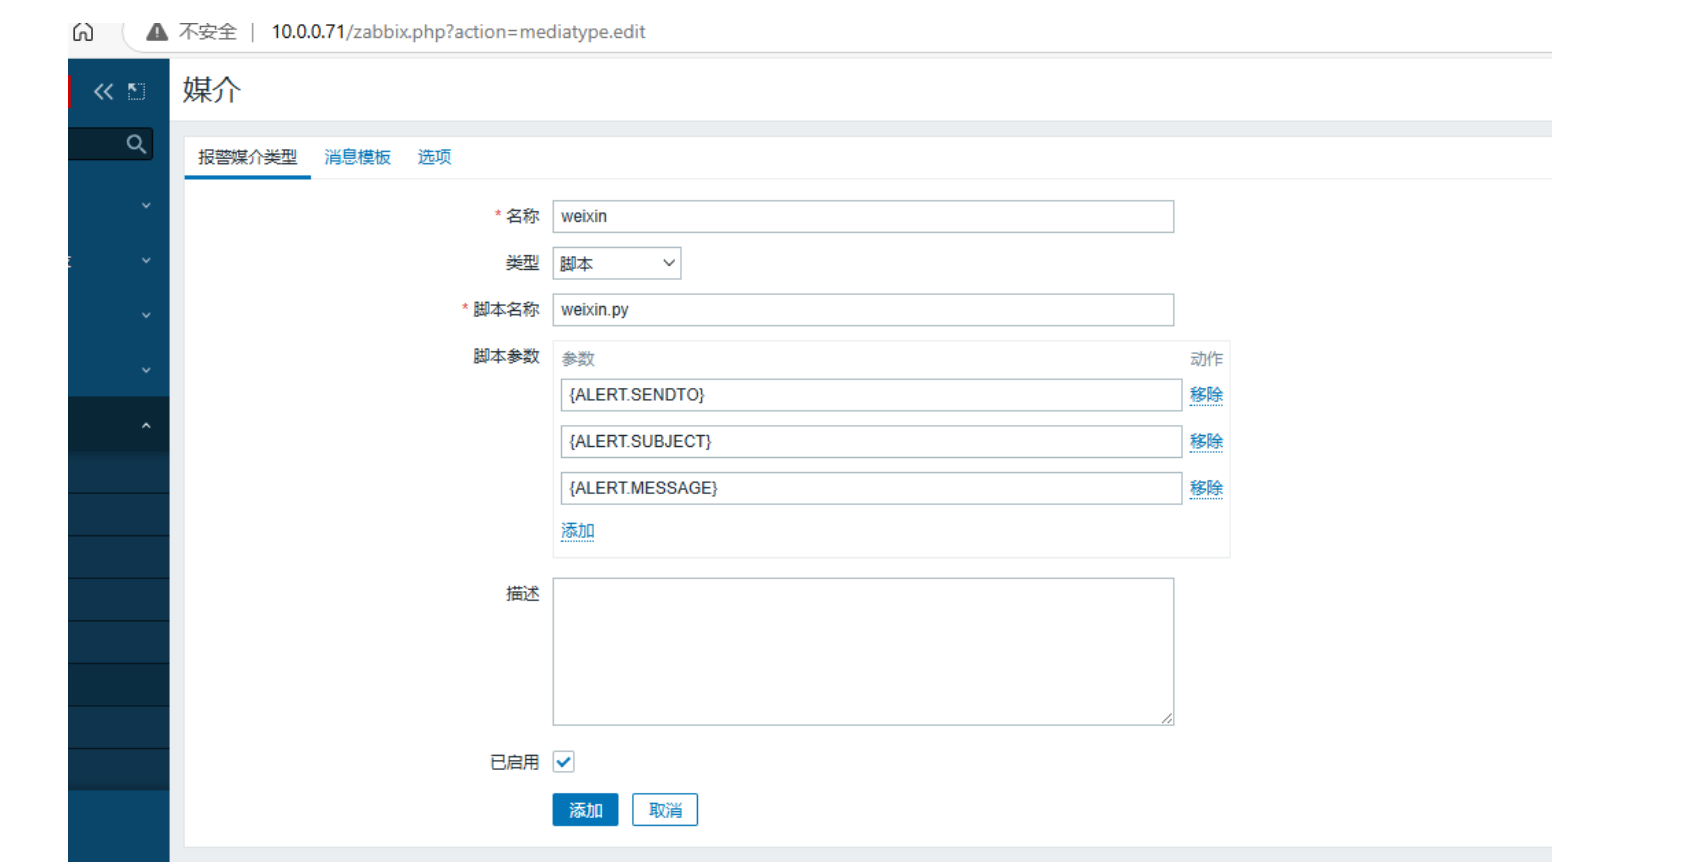 不安全 | 10.0.0.71/zabbix.php?action=mediatype.edit
媒介
报警媒介类型 消息模板 选项
* 名称 weixin
类型 脚本
* 脚本名称 weixin.py
脚本参数 参数 动作
{ALERT.SENDTO} 移除
{ALERT.SUBJECT} 移除
{ALERT.MESSAGE} 移除
添加
描述
已启用
添加 取消